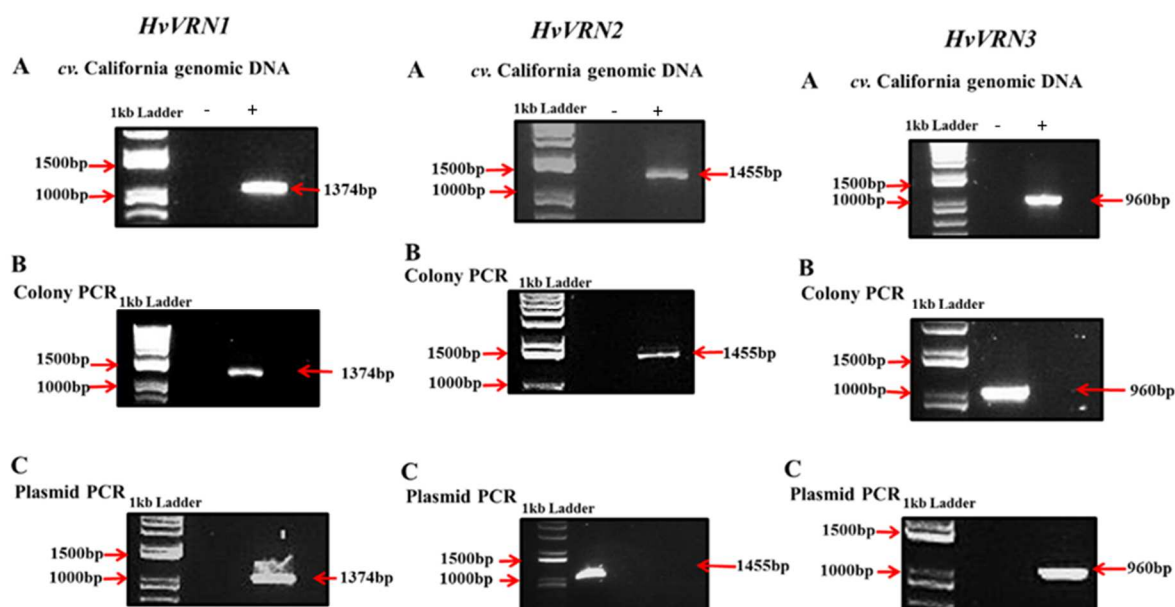 HvVRN1
A
cv. California genomic DNA
1kb Ladder - +
1500bp
1000bp
1374bp
B
Colony PCR
1kb Ladder
1500bp
1000bp
1374bp
C
Plasmid PCR
1kb Ladder
1500bp
1000bp
1374bp
HvVRN2
A
cv. California genomic DNA
1kb Ladder - +
1500bp
1000bp
1455bp
B
Colony PCR
1kb Ladder
1500bp
1000bp
1455bp
C
Plasmid PCR
1kb Ladder
1500bp
1000bp
1455bp
HvVRN3
A
cv. California genomic DNA
1kb Ladder - +
1500bp
1000bp
960bp
B
Colony PCR
1kb Ladder
1500bp
1000bp
960bp
C
Plasmid PCR
1kb Ladder
1500bp
1000bp
960bp